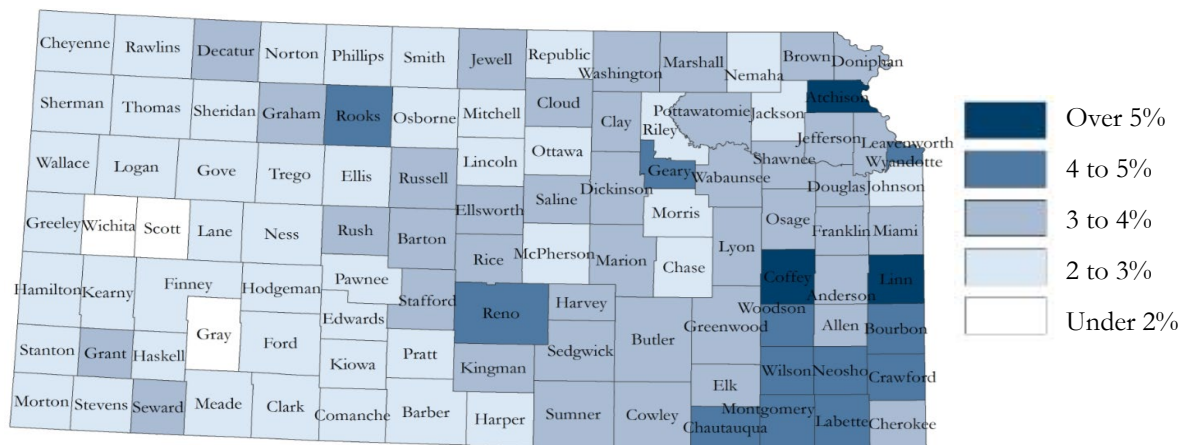 Cheyenne Rawlins Decatur Norton Phillips Smith Jewell Republic Washington Marshall Nemaha Brown Doniphan
Sherman Thomas Sheridan Graham Rooks Osborne Mitchell Cloud Clay Riley Pottawatomie Jackson Atchison
Jefferson Leavenworth Wyandotte
Wallace Logan Gove Trego Ellis Russell Lincoln Ottawa Saline Dickinson Geary Wabaunsee Shawnee Douglas Johnson
Greeley Wichita Scott Lane Ness Rush Barton Ellsworth Rice McPherson Marion Morris Chase Lyon Osage Franklin Miami
Hamilton Kearny Finney Hodgeman Pawnee Edwards Stafford Reno Harvey Coffey Anderson Linn
Stanton Grant Haskell Gray Ford Kiowa Pratt Kingman Sedgwick Butler Greenwood Woodson Allen Bourbon
Morton Stevens Seward Meade Clark Comanche Barber Harper Sumner Cowley Elk Chautauqua Wilson Montgomery Neosho Labette Crawford Cherokee
Over 5%
4 to 5%
3 to 4%
2 to 3%
Under 2%